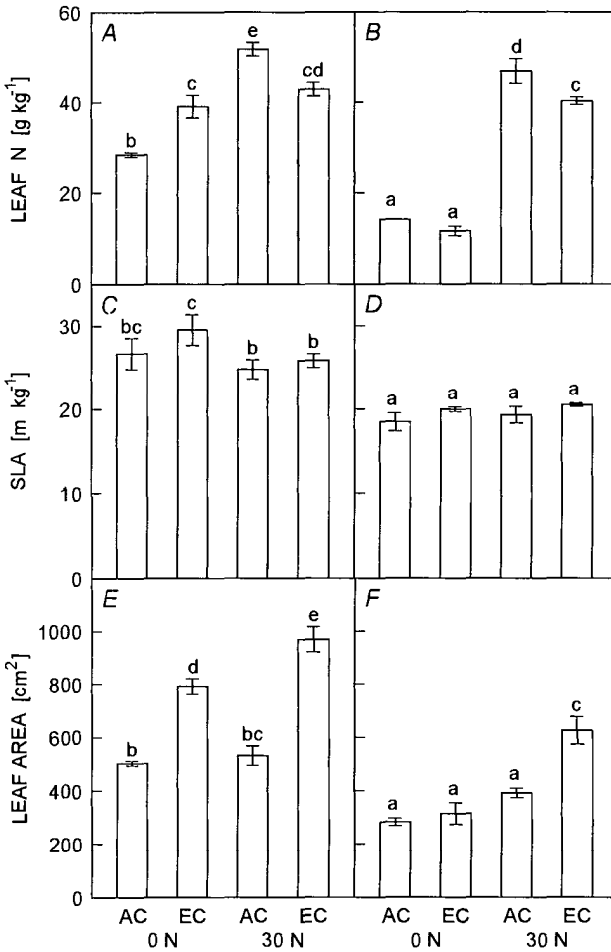 60
A
e
B
d
cd
c
c
40
b
20
a
a
0
LEAF N [g kg⁻¹]
C
c
D
30
bc
b
b
a
a
a
a
20
10
0
SLA [m kg⁻¹]
E
e
F
1000
d
800
c
bc
600
b
a
400
a
a
200
0
LEAF AREA [cm²]
AC EC AC EC AC EC AC EC
0 N 30 N 0 N 30 N